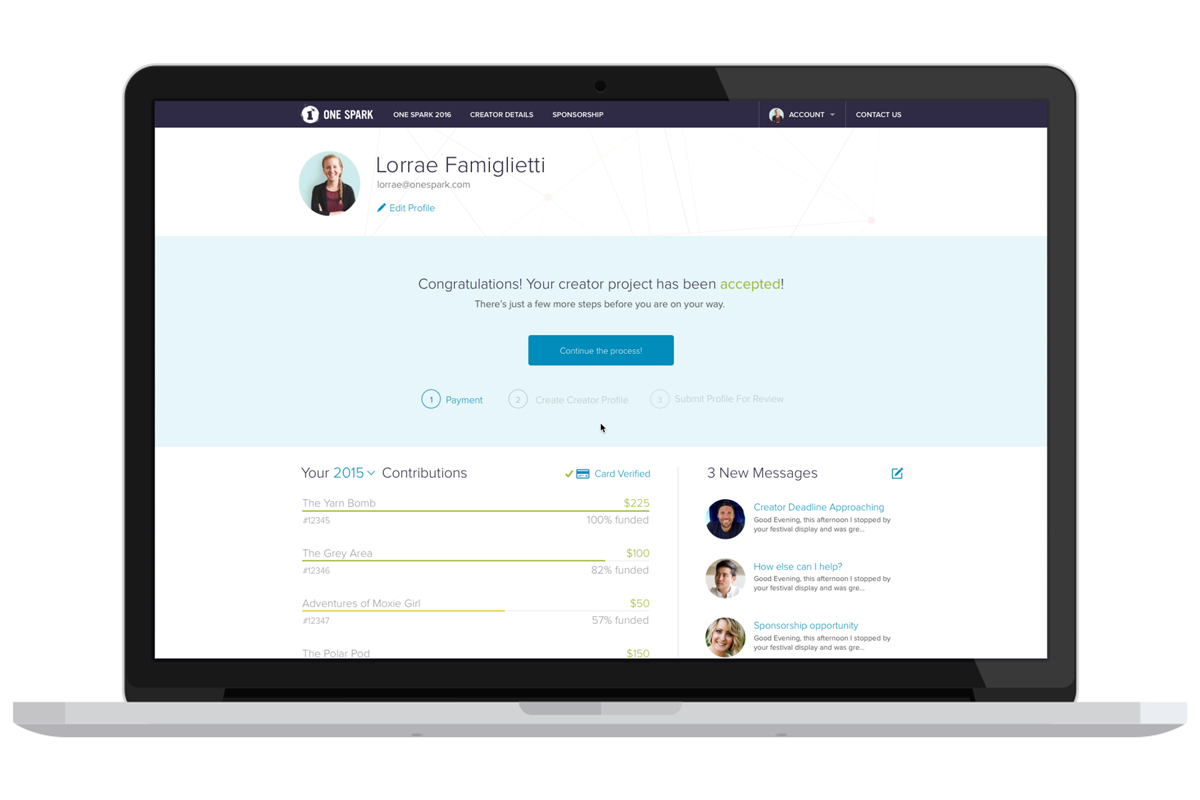 1 ONE SPARK
ONE SPARK 2016
CREATOR DETAILS
SPONSORSHIP
ACCOUNT
CONTACT US
Lorrae Famiglietti
lorrae@onespark.com
Edit Profile
Congratulations! Your creator project has been accepted!
There's just a few more steps before you are on your way.
Continue the process!
1 Payment
2 Create Creator Profile
3 Submit Profile For Review
Your 2015 Contributions
Card Verified
The Yarn Bomb $225
#12345 100% funded
The Grey Area $100
#12346 82% funded
Adventures of Moxie Girl $50
#12347 57% funded
The Polar Pod $150
3 New Messages
Creator Deadline Approaching
Good Evening, this afternoon I stopped by
your festival display and was gre...
How else can I help?
Good Evening, this afternoon I stopped by
your festival display and was gre...
Sponsorship opportunity
Good Evening, this afternoon I stopped by
your festival display and was gre...